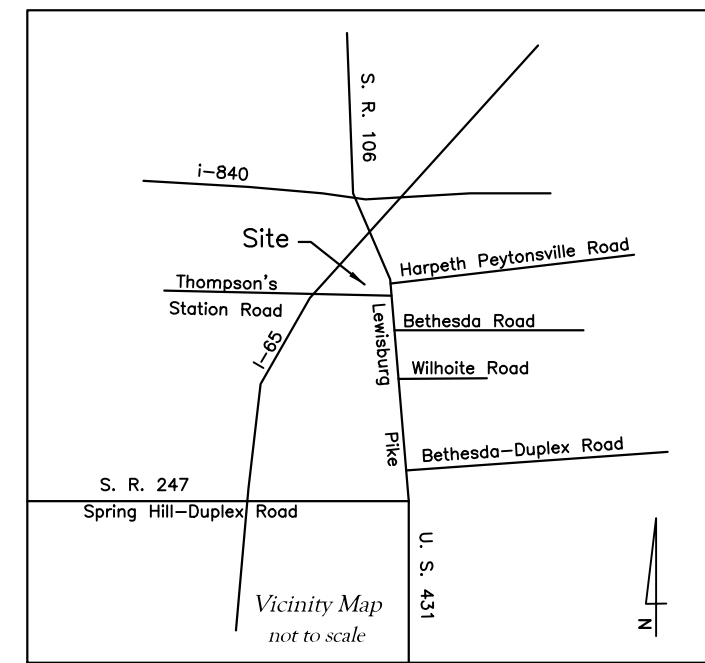 S. R. 106
i-840
Site
Harpeth Peytonsville Road
Thompson's
Station Road
Lewisburg
Bethesda Road
I-65
Wilhoite Road
Pike
Bethesda-Duplex Road
S. R. 247
Spring Hill-Duplex Road
U. S. 431
Vicinity Map
not to scale
N